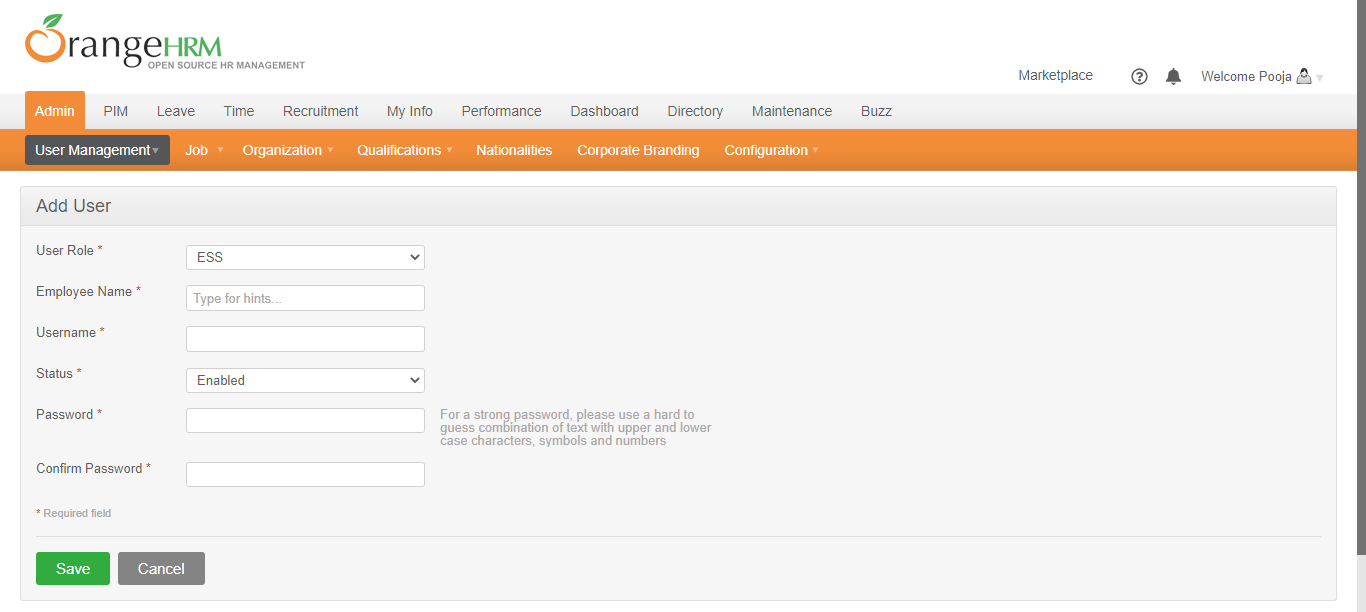 OrangeHRM
OPEN SOURCE HR MANAGEMENT
Marketplace ? Welcome Pooja
Admin PIM Leave Time Recruitment My Info Performance Dashboard Directory Maintenance Buzz
User Management Job Organization Qualifications Nationalities Corporate Branding Configuration
Add User
User Role * ESS
Employee Name * Type for hints...
Username *
Status * Enabled
Password * For a strong password, please use a hard to
guess combination of text with upper and lower
case characters, symbols and numbers
Confirm Password *
* Required field
Save Cancel